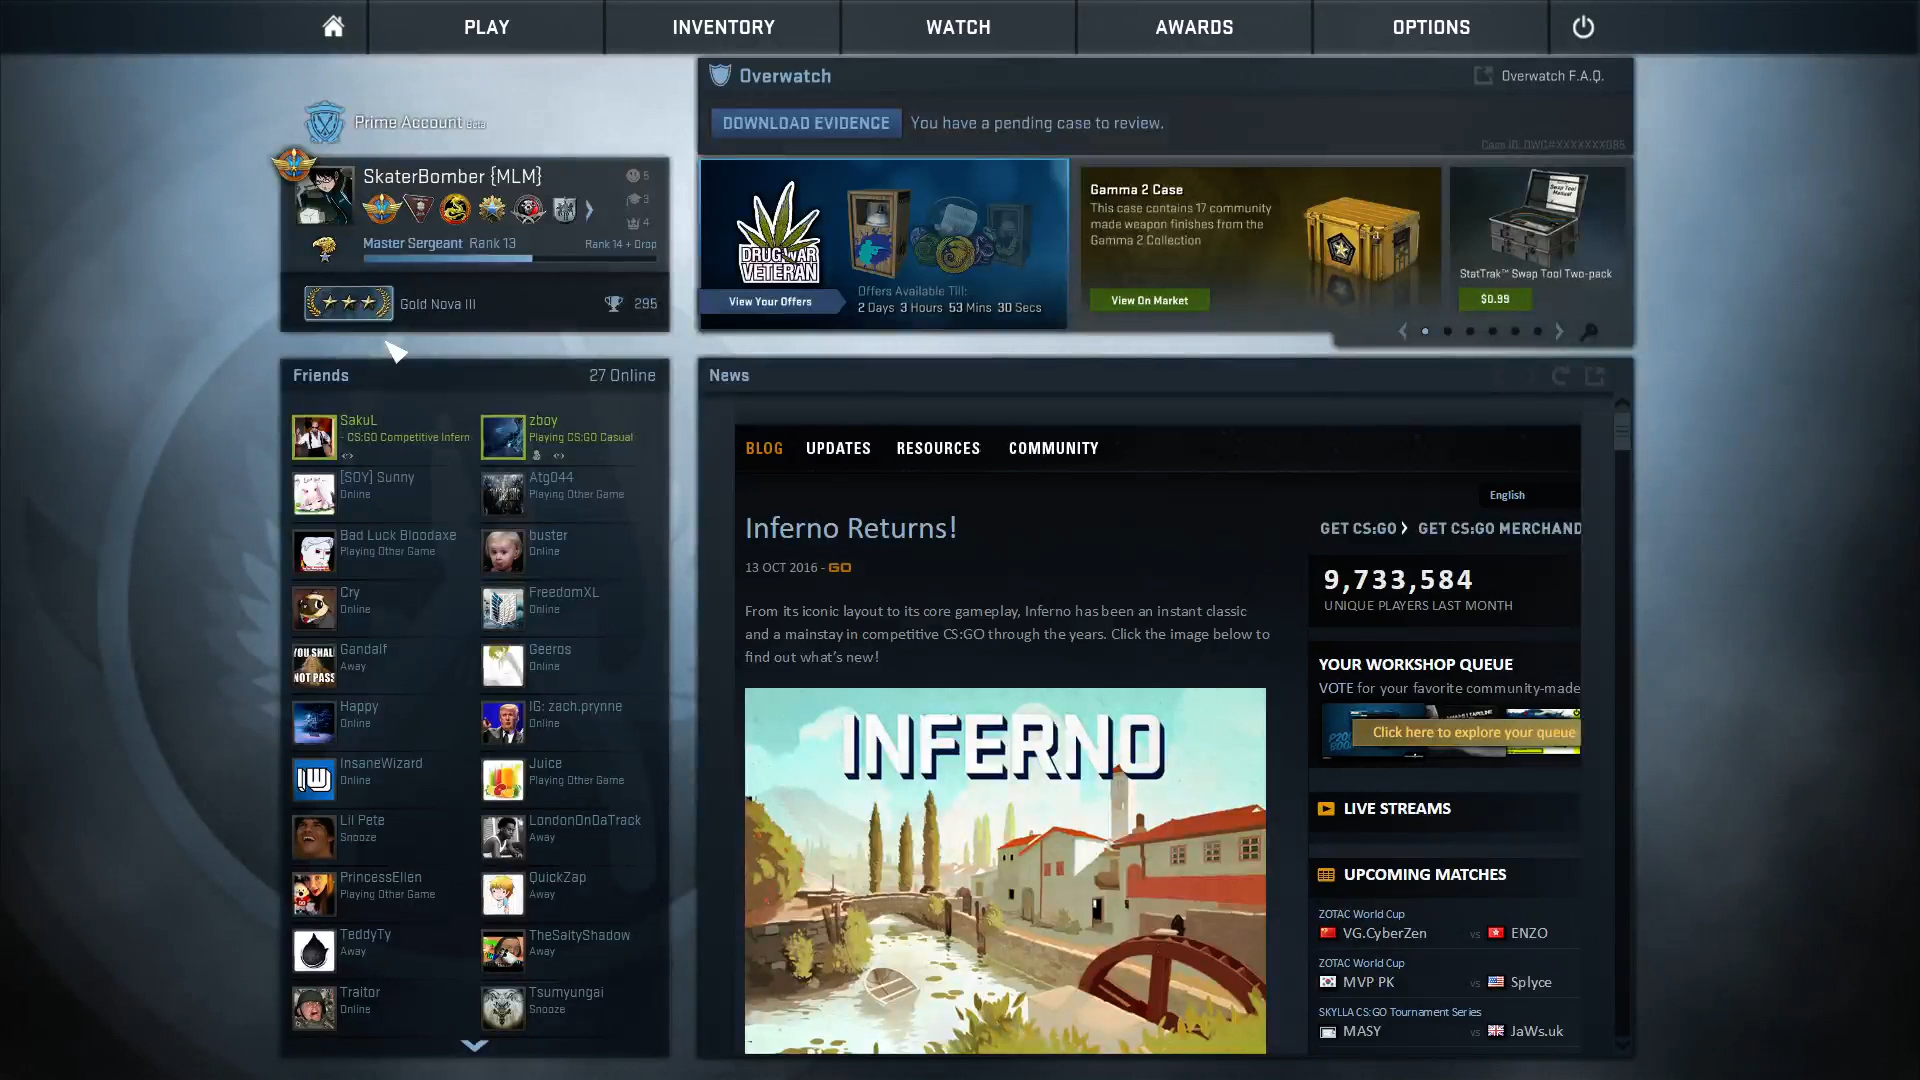 PLAY
INVENTORY
WATCH
AWARDS
OPTIONS
Prime Account Beta
SkaterBomber {MLM}
5
3
4
Master Sergeant Rank 13
Rank 14 + Drop
Gold Nova III
295
Overwatch
Overwatch F.A.Q.
DOWNLOAD EVIDENCE
You have a pending case to review.
DRUG WAR
VETERAN
View Your Offers
Offers Available Till:
2 Days 3 Hours 53 Mins 30 Secs
Gamma 2 Case
This case contains 17 community
made weapon finishes from the
Gamma 2 Collection
View On Market
Swap Tool
Manual
StatTrak™ Swap Tool Two-pack
$0.99
Friends
27 Online
SakuL
- CS:GO Competitive Infern
zboy
Playing CS:GO Casual
[SOY] Sunny
Online
Atg044
Playing Other Game
Bad Luck Bloodaxe
Playing Other Game
buster
Online
Cry
Online
FreedomXL
Online
YOU SHALL
NOT PASS
Gandalf
Away
Geeros
Online
Happy
Online
IG: zach.prynne
Online
InsaneWizard
Online
Juice
Playing Other Game
Lil Pete
Snooze
LondonOnDaTrack
Away
PrincessEllen
Playing Other Game
QuickZap
Away
TeddyTy
Away
TheSaltyShadow
Away
Traitor
Online
Tsumyungai
Snooze
News
BLOG
UPDATES
RESOURCES
COMMUNITY
English
Inferno Returns!
13 OCT 2016 - GO
From its iconic layout to its core gameplay, Inferno has been an instant classic
and a mainstay in competitive CS:GO through the years. Click the image below to
find out what's new!
INFERNO
GET CS:GO
GET CS:GO MERCHAND
9,733,584
UNIQUE PLAYERS LAST MONTH
YOUR WORKSHOP QUEUE
VOTE for your favorite community-made
Click here to explore your queue
LIVE STREAMS
UPCOMING MATCHES
ZOTAC World Cup
VG.CyberZen vs ENZO
ZOTAC World Cup
MVP PK vs Splyce
SKYLLA CS:GO Tournament Series
MASY vs JaWs.uk